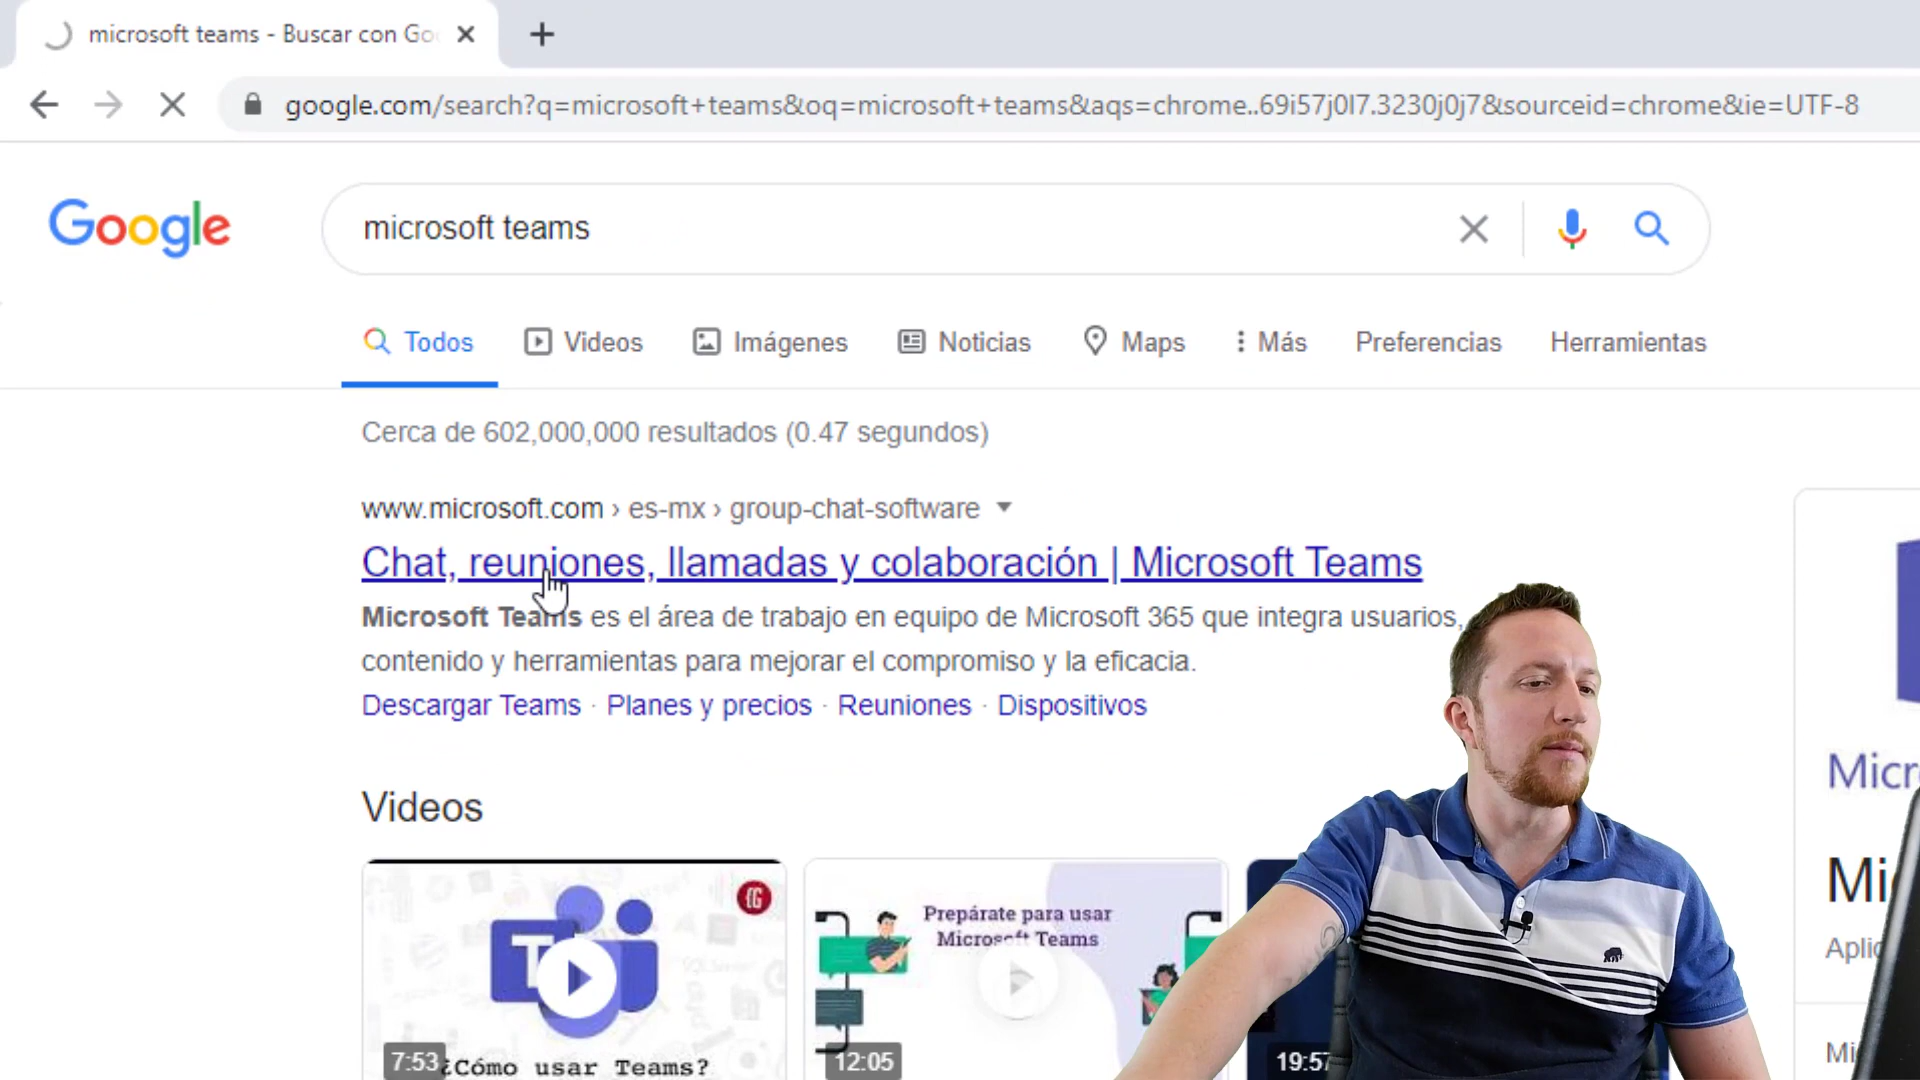 microsoft teams - Buscar con Go
google.com/search?q=microsoft+teams&oq=microsoft+teams&aqs=chrome..69i57j0l7.3230j0j7&sourceid=chrome&ie=UTF-8
Google
microsoft teams
Todos
Videos
Imágenes
Noticias
Maps
Más
Preferencias
Herramientas
Cerca de 602,000,000 resultados (0.47 segundos)
www.microsoft.com › es-mx › group-chat-software
Chat, reuniones, llamadas y colaboración | Microsoft Teams
Microsoft Teams es el área de trabajo en equipo de Microsoft 365 que integra usuarios,
contenido y herramientas para mejorar el compromiso y la eficacia.
Descargar Teams · Planes y precios · Reuniones · Dispositivos
Videos
Prepárate para usar
Microsoft Teams
7:53
¿Cómo usar Teams?
12:05
19:57
Micr
Mi
Aplic
Mi